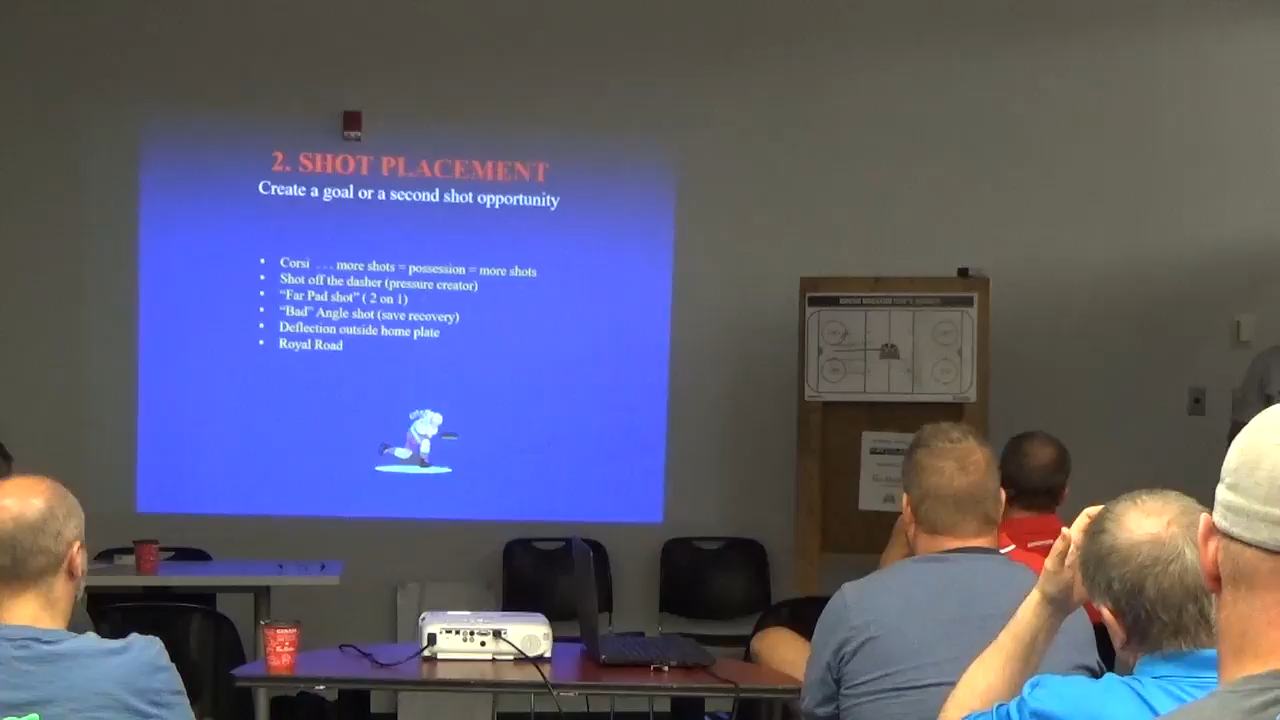 2. SHOT PLACEMENT
Create a goal or a second shot opportunity
• Corsi ... more shots = possession = more shots
• Shot off the dasher (pressure creator)
• “Far Pad shot” ( 2 on 1)
• “Bad” Angle shot (save recovery)
• Deflection outside home plate
• Royal Road